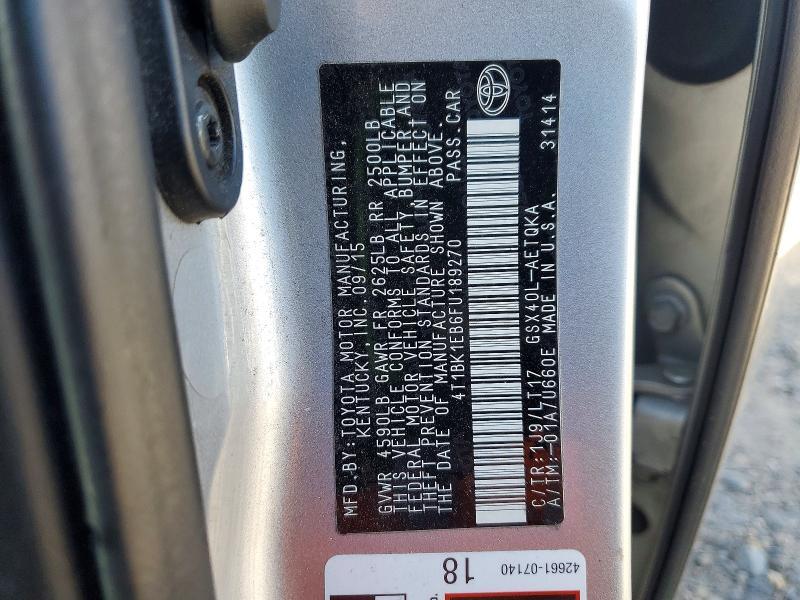 MFD.BY:TOYOTA MOTOR MANUFACTURING,
KENTUCKY, INC 09/15
GVWR 4590LB GAWR FR 2625LB RR 2500LB
THIS VEHICLE CONFORMS TO ALL APPLICABLE
FEDERAL MOTOR VEHICLE SAFETY,BUMPER,AND
THEFT PREVENTION STANDARDS IN EFFECT ON
THE DATE OF MANUFACTURE SHOWN ABOVE.
4T1BK1EB6FU189270 PASS.CAR
C/TR:1J9/LT17 GSX40L-AETQKA
A/TM:-01A/U660E MADE IN U.S.A. 31414
42661-07140
18